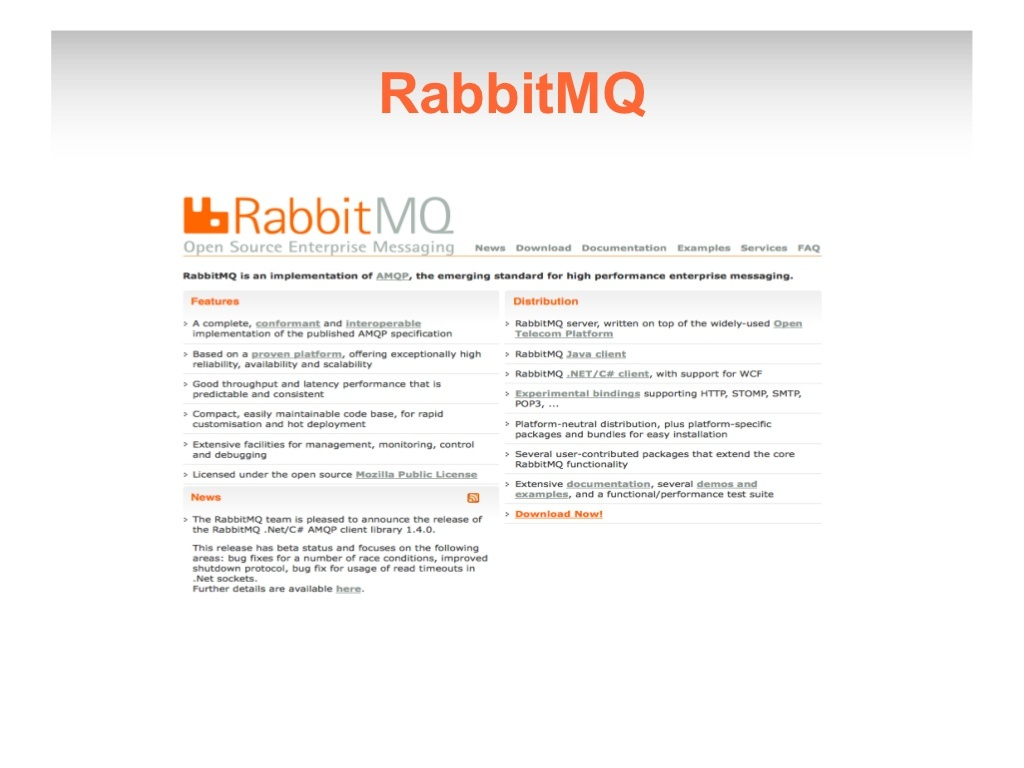 RabbitMQ
RabbitMQ
Open Source Enterprise Messaging
News Download Documentation Examples Services FAQ
RabbitMQ is an implementation of AMQP, the emerging standard for high performance enterprise messaging.
Features
> A complete, conformant and interoperable
implementation of the published AMQP specification
> Based on a proven platform, offering exceptionally high
reliability, availability and scalability
> Good throughput and latency performance that is
predictable and consistent
> Compact, easily maintainable code base, for rapid
customisation and hot deployment
> Extensive facilities for management, monitoring, control
and debugging
> Licensed under the open source Mozilla Public License
News
> The RabbitMQ team is pleased to announce the release of
the RabbitMQ .Net/C# AMQP client library 1.4.0.
This release has beta status and focuses on the following
areas: bug fixes for a number of race conditions, improved
shutdown protocol, bug fix for usage of read timeouts in
.Net sockets.
Further details are available here.
Distribution
> RabbitMQ server, written on top of the widely-used Open
Telecom Platform
> RabbitMQ Java client
> RabbitMQ .NET/C# client, with support for WCF
> Experimental bindings supporting HTTP, STOMP, SMTP,
POP3, ...
> Platform-neutral distribution, plus platform-specific
packages and bundles for easy installation
> Several user-contributed packages that extend the core
RabbitMQ functionality
> Extensive documentation, several demos and
examples, and a functional/performance test suite
> Download Now!